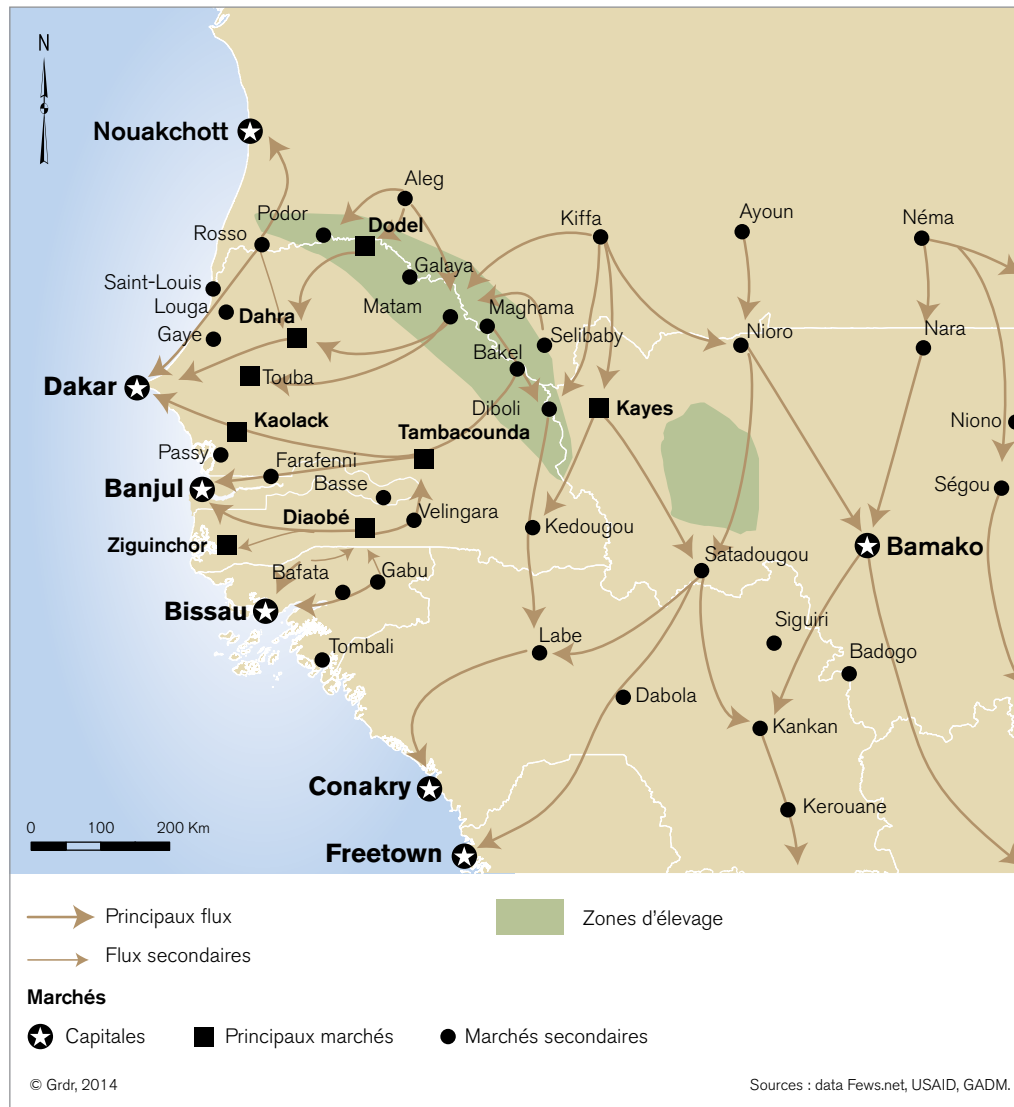 N
Nouakchott
Aleg
Podor
Dodel
Kiffa
Ayoun
Néma
Rosso
Galaya
Saint-Louis
Louga
Matam
Maghama
Dahra
Gaye
Selibaby
Nioro
Nara
Bakel
Touba
Dakar
Diboli
Kayes
Kaolack
Tambacounda
Niono
Passy
Farafenni
Banjul
Basse
Ségou
Diaobé
Velingara
Kedougou
Ziguinchor
Bamako
Satadougou
Bafata
Gabu
Bissau
Siguiri
Tombali
Labe
Badogo
Dabola
Kankan
Conakry
Kerouane
0 100 200 Km
Freetown
Principaux flux
Zones d'élevage
Flux secondaires
Marchés
Capitales
Principaux marchés
Marchés secondaires
© Grdr, 2014
Sources : data Fews.net, USAID, GADM.